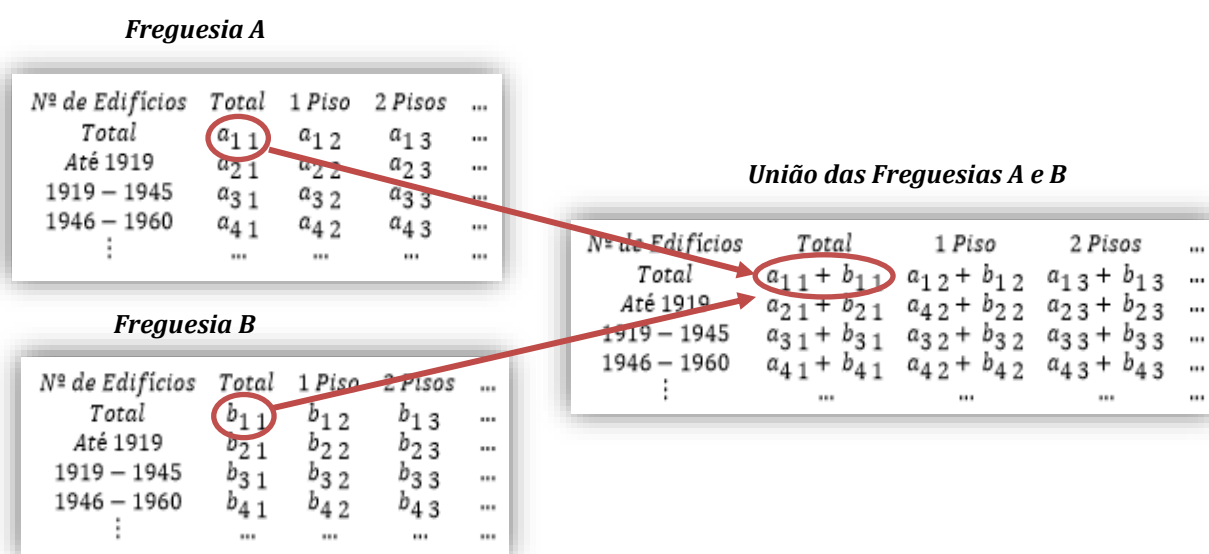 Freguesia A
Nº de Edifícios Total 1 Piso 2 Pisos ...
Total a1 1 a1 2 a1 3 ...
Até 1919 a2 1 a2 2 a2 3 ...
1919 − 1945 a3 1 a3 2 a3 3 ...
1946 − 1960 a4 1 a4 2 a4 3 ...
⋮ ... ... ... ...
Freguesia B
Nº de Edifícios Total 1 Piso 2 Pisos ...
Total b1 1 b1 2 b1 3 ...
Até 1919 b2 1 b2 2 b2 3 ...
1919 − 1945 b3 1 b3 2 b3 3 ...
1946 − 1960 b4 1 b4 2 b4 3 ...
⋮ ... ... ... ...
União das Freguesias A e B
Nº de Edifícios Total 1 Piso 2 Pisos ...
Total a1 1 + b1 1 a1 2 + b1 2 a1 3 + b1 3 ...
Até 1919 a2 1 + b2 1 a4 2 + b2 2 a2 3 + b2 3 ...
1919 − 1945 a3 1 + b3 1 a3 2 + b3 2 a3 3 + b3 3 ...
1946 − 1960 a4 1 + b4 1 a4 2 + b4 2 a4 3 + b4 3 ...
⋮ ... ... ... ...